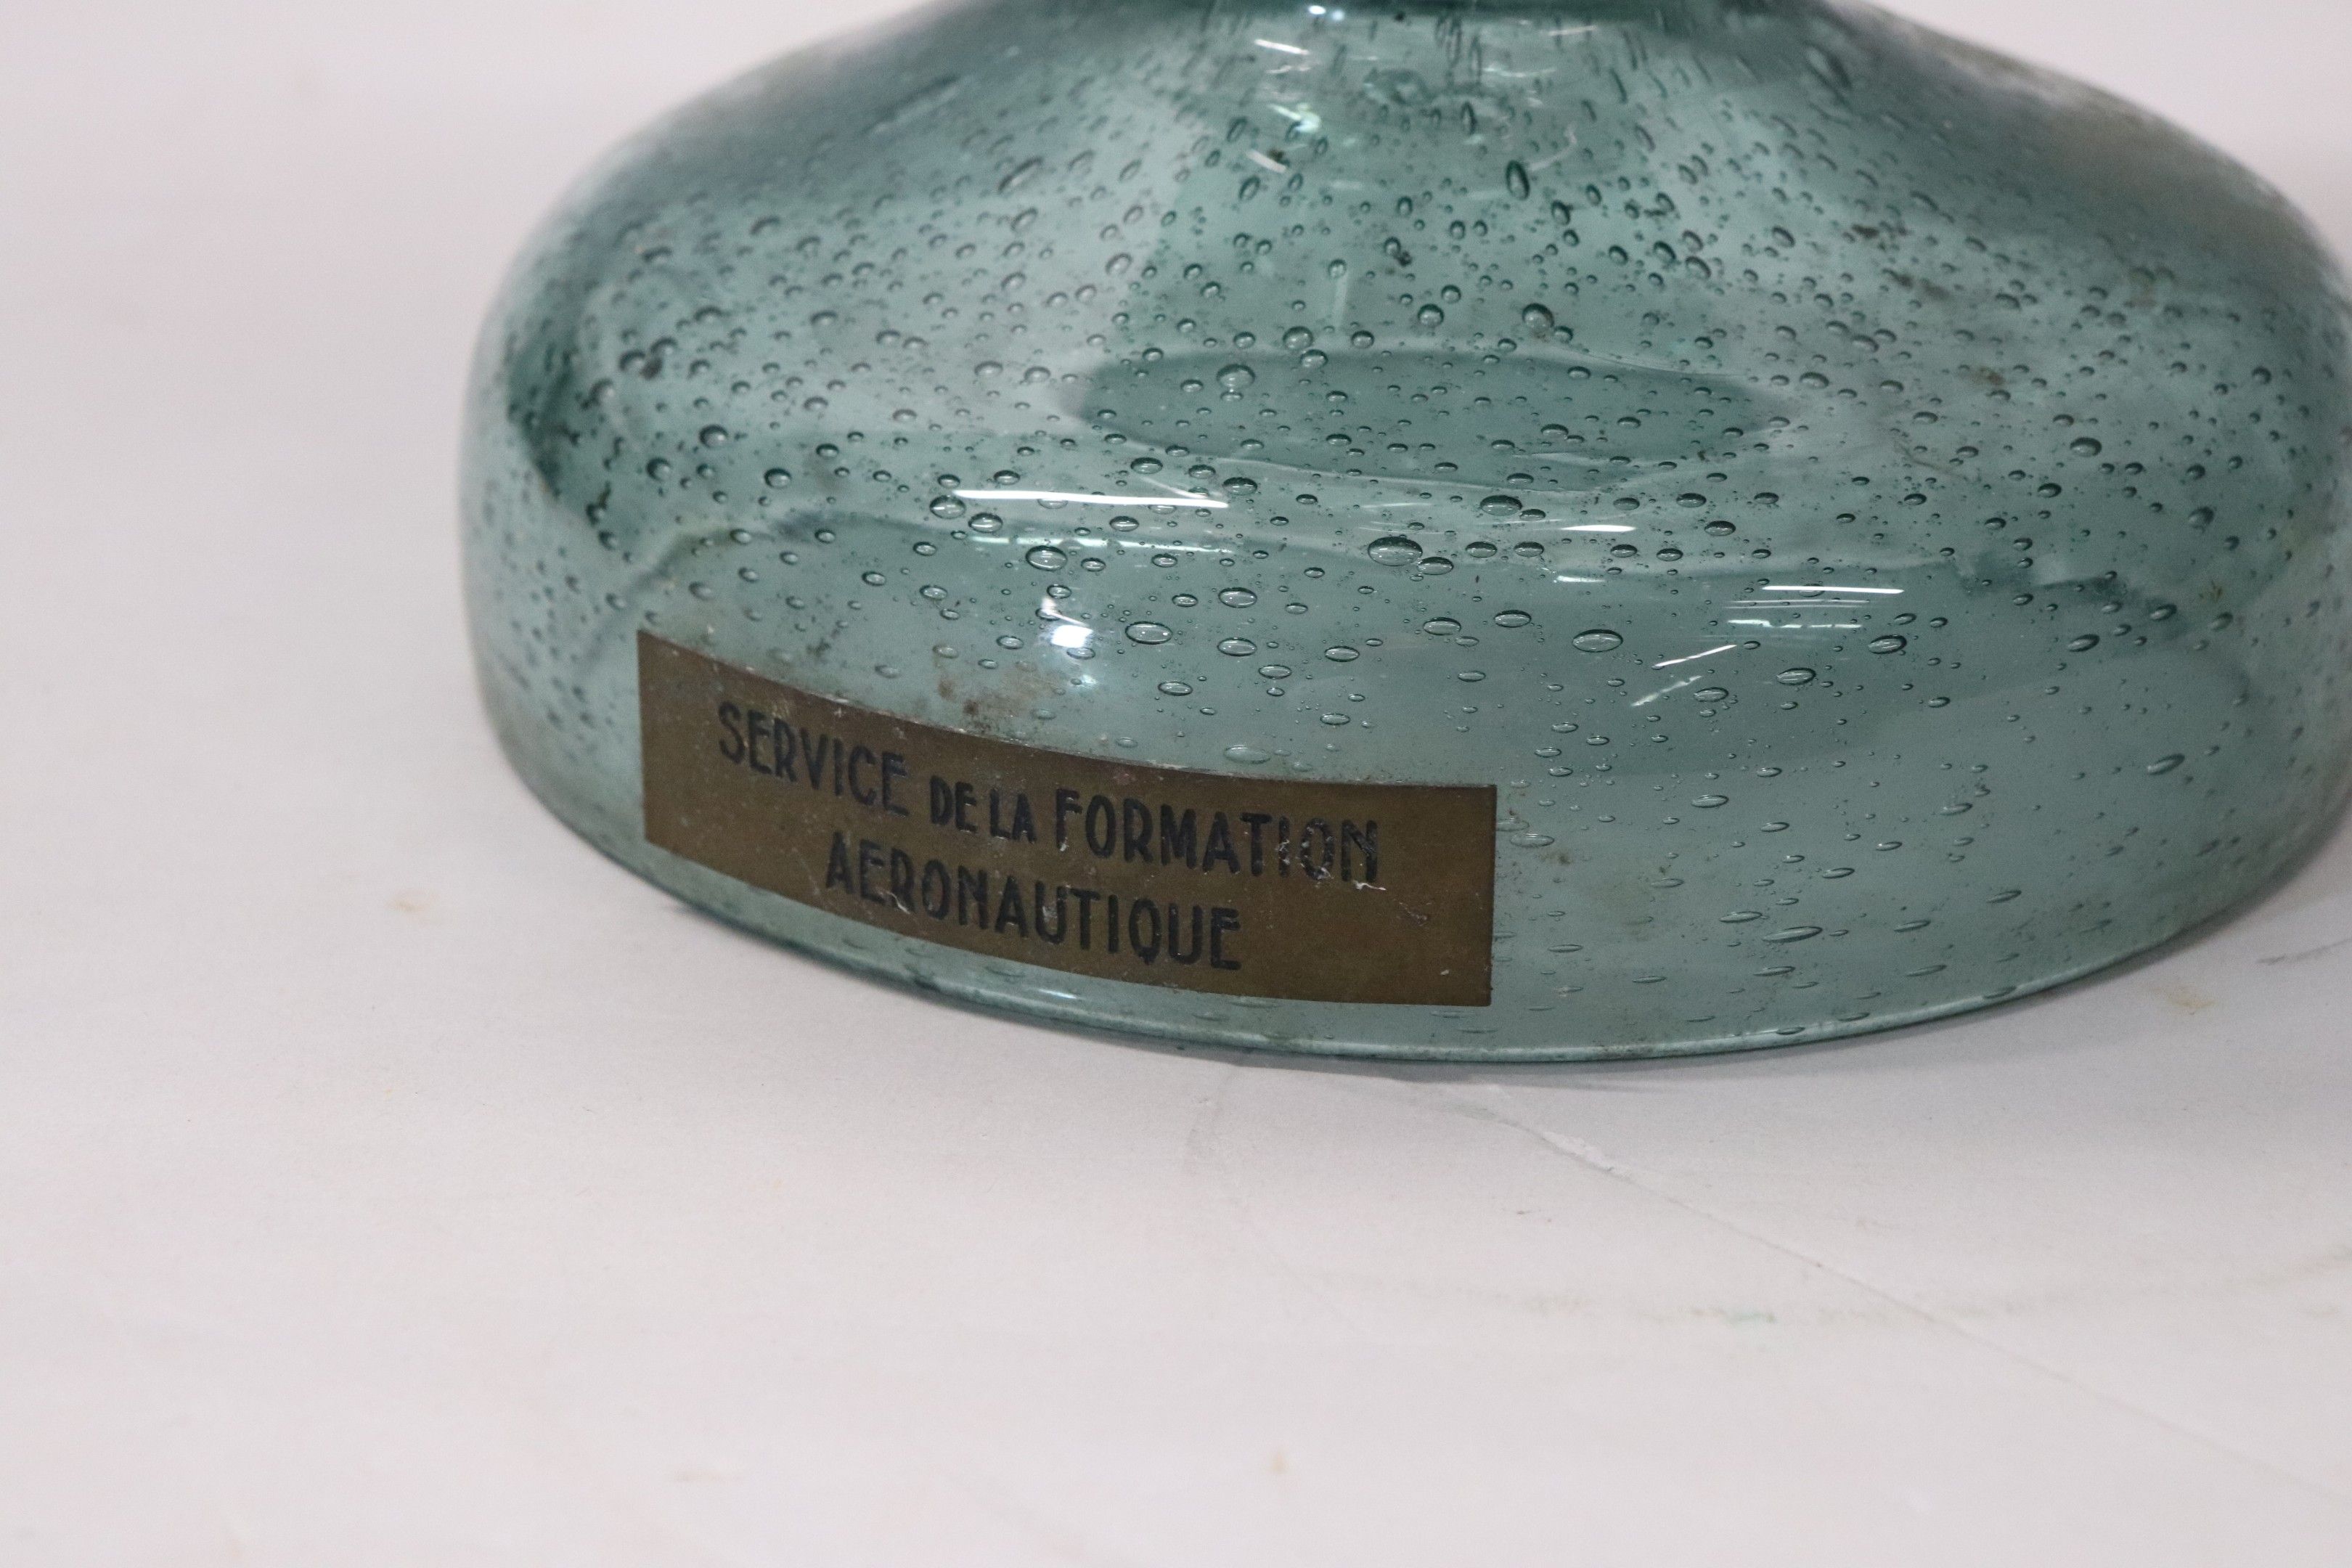 SERVICE DE LA FORMATION
AERONAUTIQUE